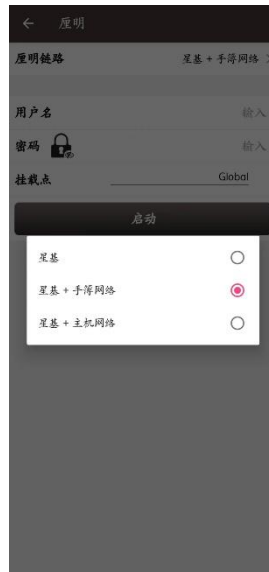 厘明
厘明链路 星基 + 手簿网络
用户名 输入
密码 输入
挂载点 Global
启动
星基
星基 + 手簿网络
星基 + 主机网络